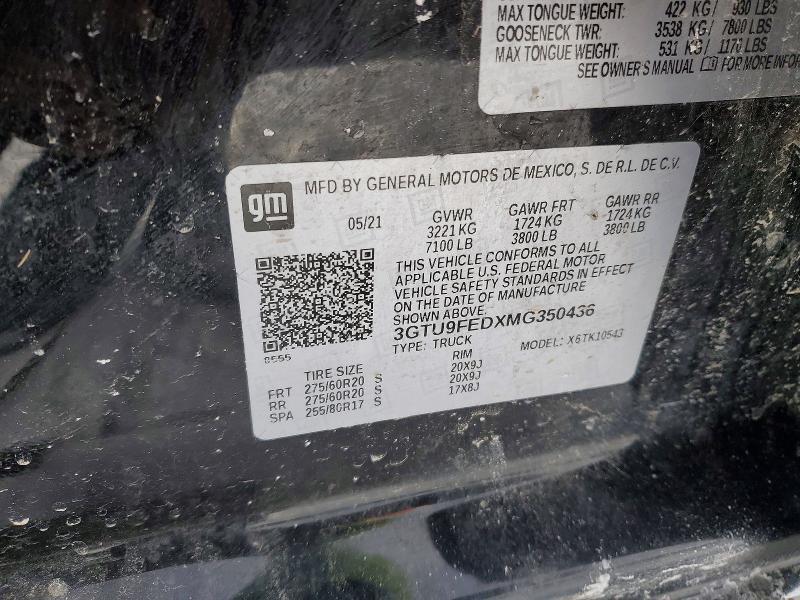 MAX TONGUE WEIGHT: 422 KG/ 930 LBS
GOOSENECK TWR: 3538 KG/ 7800 LBS
MAX TONGUE WEIGHT: 531 KG/ 1170 LBS
SEE OWNER'S MANUAL FOR MORE
gm
MFD BY GENERAL MOTORS DE MEXICO, S. DE R.L. DE C.V.
05/21 GVWR GAWR FRT GAWR RR
3221 KG 1724 KG 1724 KG
7100 LB 3800 LB 3800 LB
THIS VEHICLE CONFORMS TO ALL
APPLICABLE U.S. FEDERAL MOTOR
VEHICLE SAFETY STANDARDS IN EFFECT
ON THE DATE OF MANUFACTURE
SHOWN ABOVE.
3GTU9FEDXMG350436
TYPE: TRUCK MODEL: X6TK10543
TIRE SIZE RIM
FRT 275/60R20 S 20X9J
RR 275/60R20 S 20X9J
SPA 255/80R17 S 17X8J